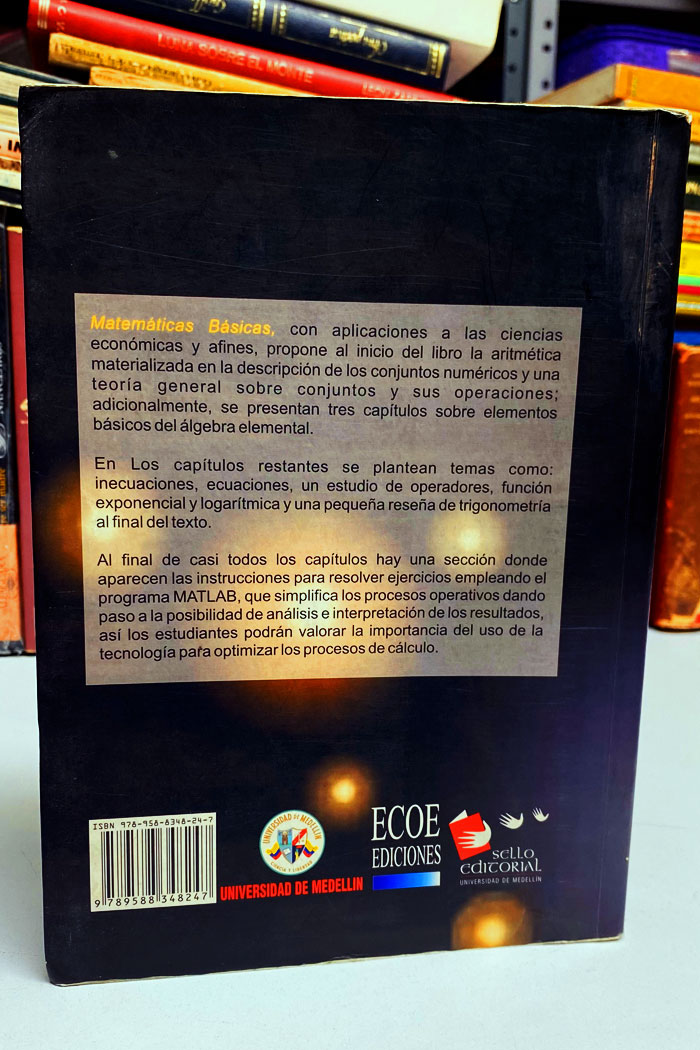 LUNA SOBRE EL MONTE
Matemáticas Básicas, con aplicaciones a las ciencias
económicas y afines, propone al inicio del libro la aritmética
materializada en la descripción de los conjuntos numéricos y una
teoría general sobre conjuntos y sus operaciones;
adicionalmente, se presentan tres capítulos sobre elementos
básicos del álgebra elemental.
En Los capítulos restantes se plantean temas como:
inecuaciones, ecuaciones, un estudio de operadores, función
exponencial y logarítmica y una pequeña reseña de trigonometría
al final del texto.
Al final de casi todos los capítulos hay una sección donde
aparecen las instrucciones para resolver ejercicios empleando el
programa MATLAB, que simplifica los procesos operativos dando
paso a la posibilidad de análisis e interpretación de los resultados,
así los estudiantes podrán valorar la importancia del uso de la
tecnología para optimizar los procesos de cálculo.
ISBN 978-958-8348-24-7
9 789588 348247
UNIVERSIDAD DE MEDELLIN
CIENCIA Y LIBERTAD
UNIVERSIDAD DE MEDELLIN
ECOE
EDICIONES
SELLO
EDITORIAL
UNIVERSIDAD DE MEDELLÍN